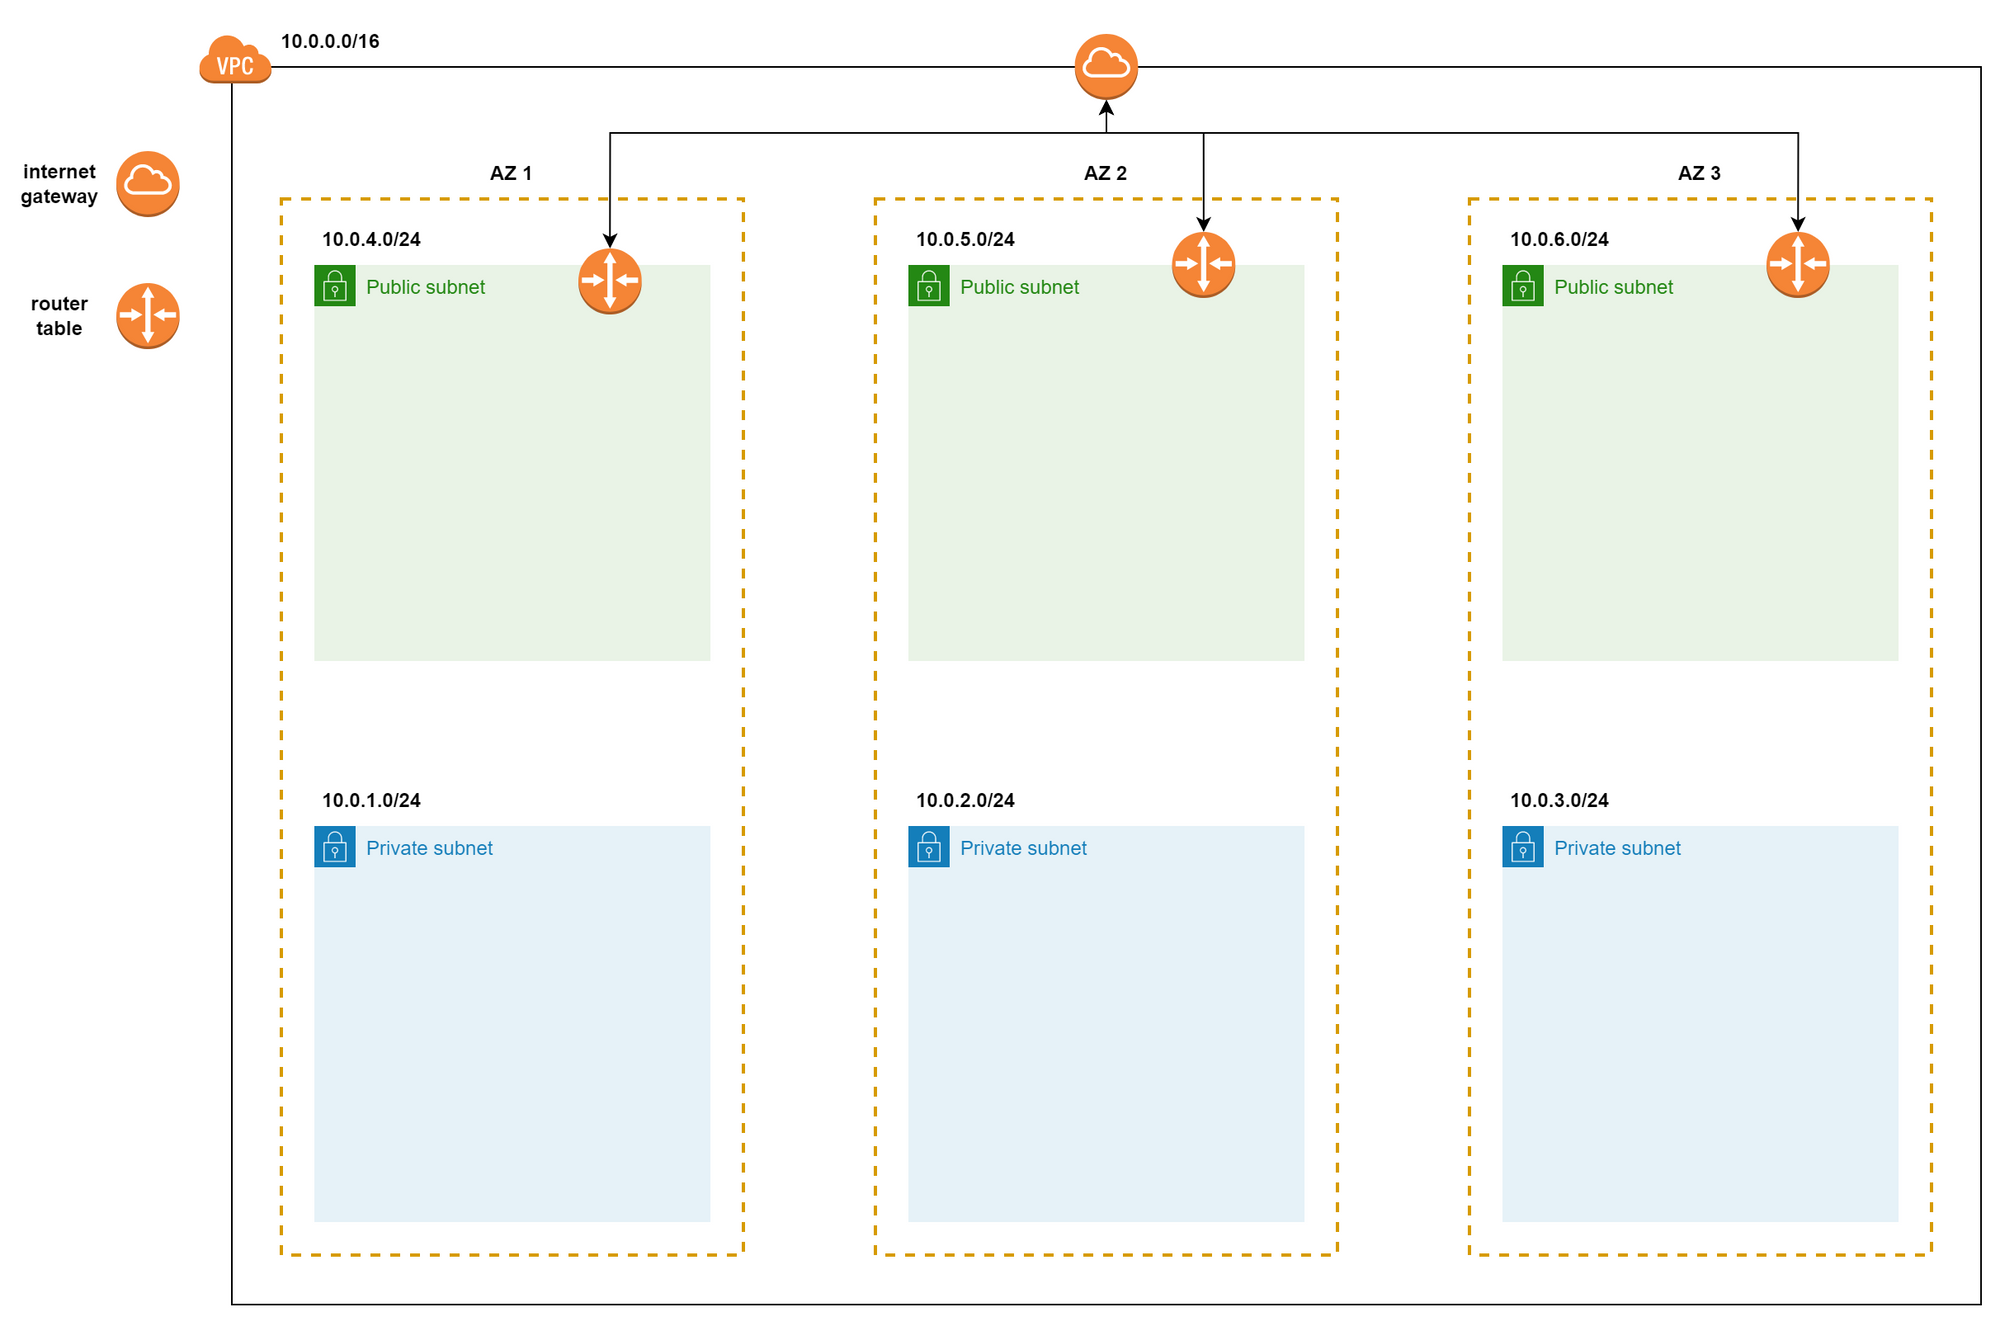 10.0.0.0/16
VPC
internet
gateway
router
table
AZ 1
AZ 2
AZ 3
10.0.4.0/24
Public subnet
10.0.5.0/24
Public subnet
10.0.6.0/24
Public subnet
10.0.1.0/24
Private subnet
10.0.2.0/24
Private subnet
10.0.3.0/24
Private subnet